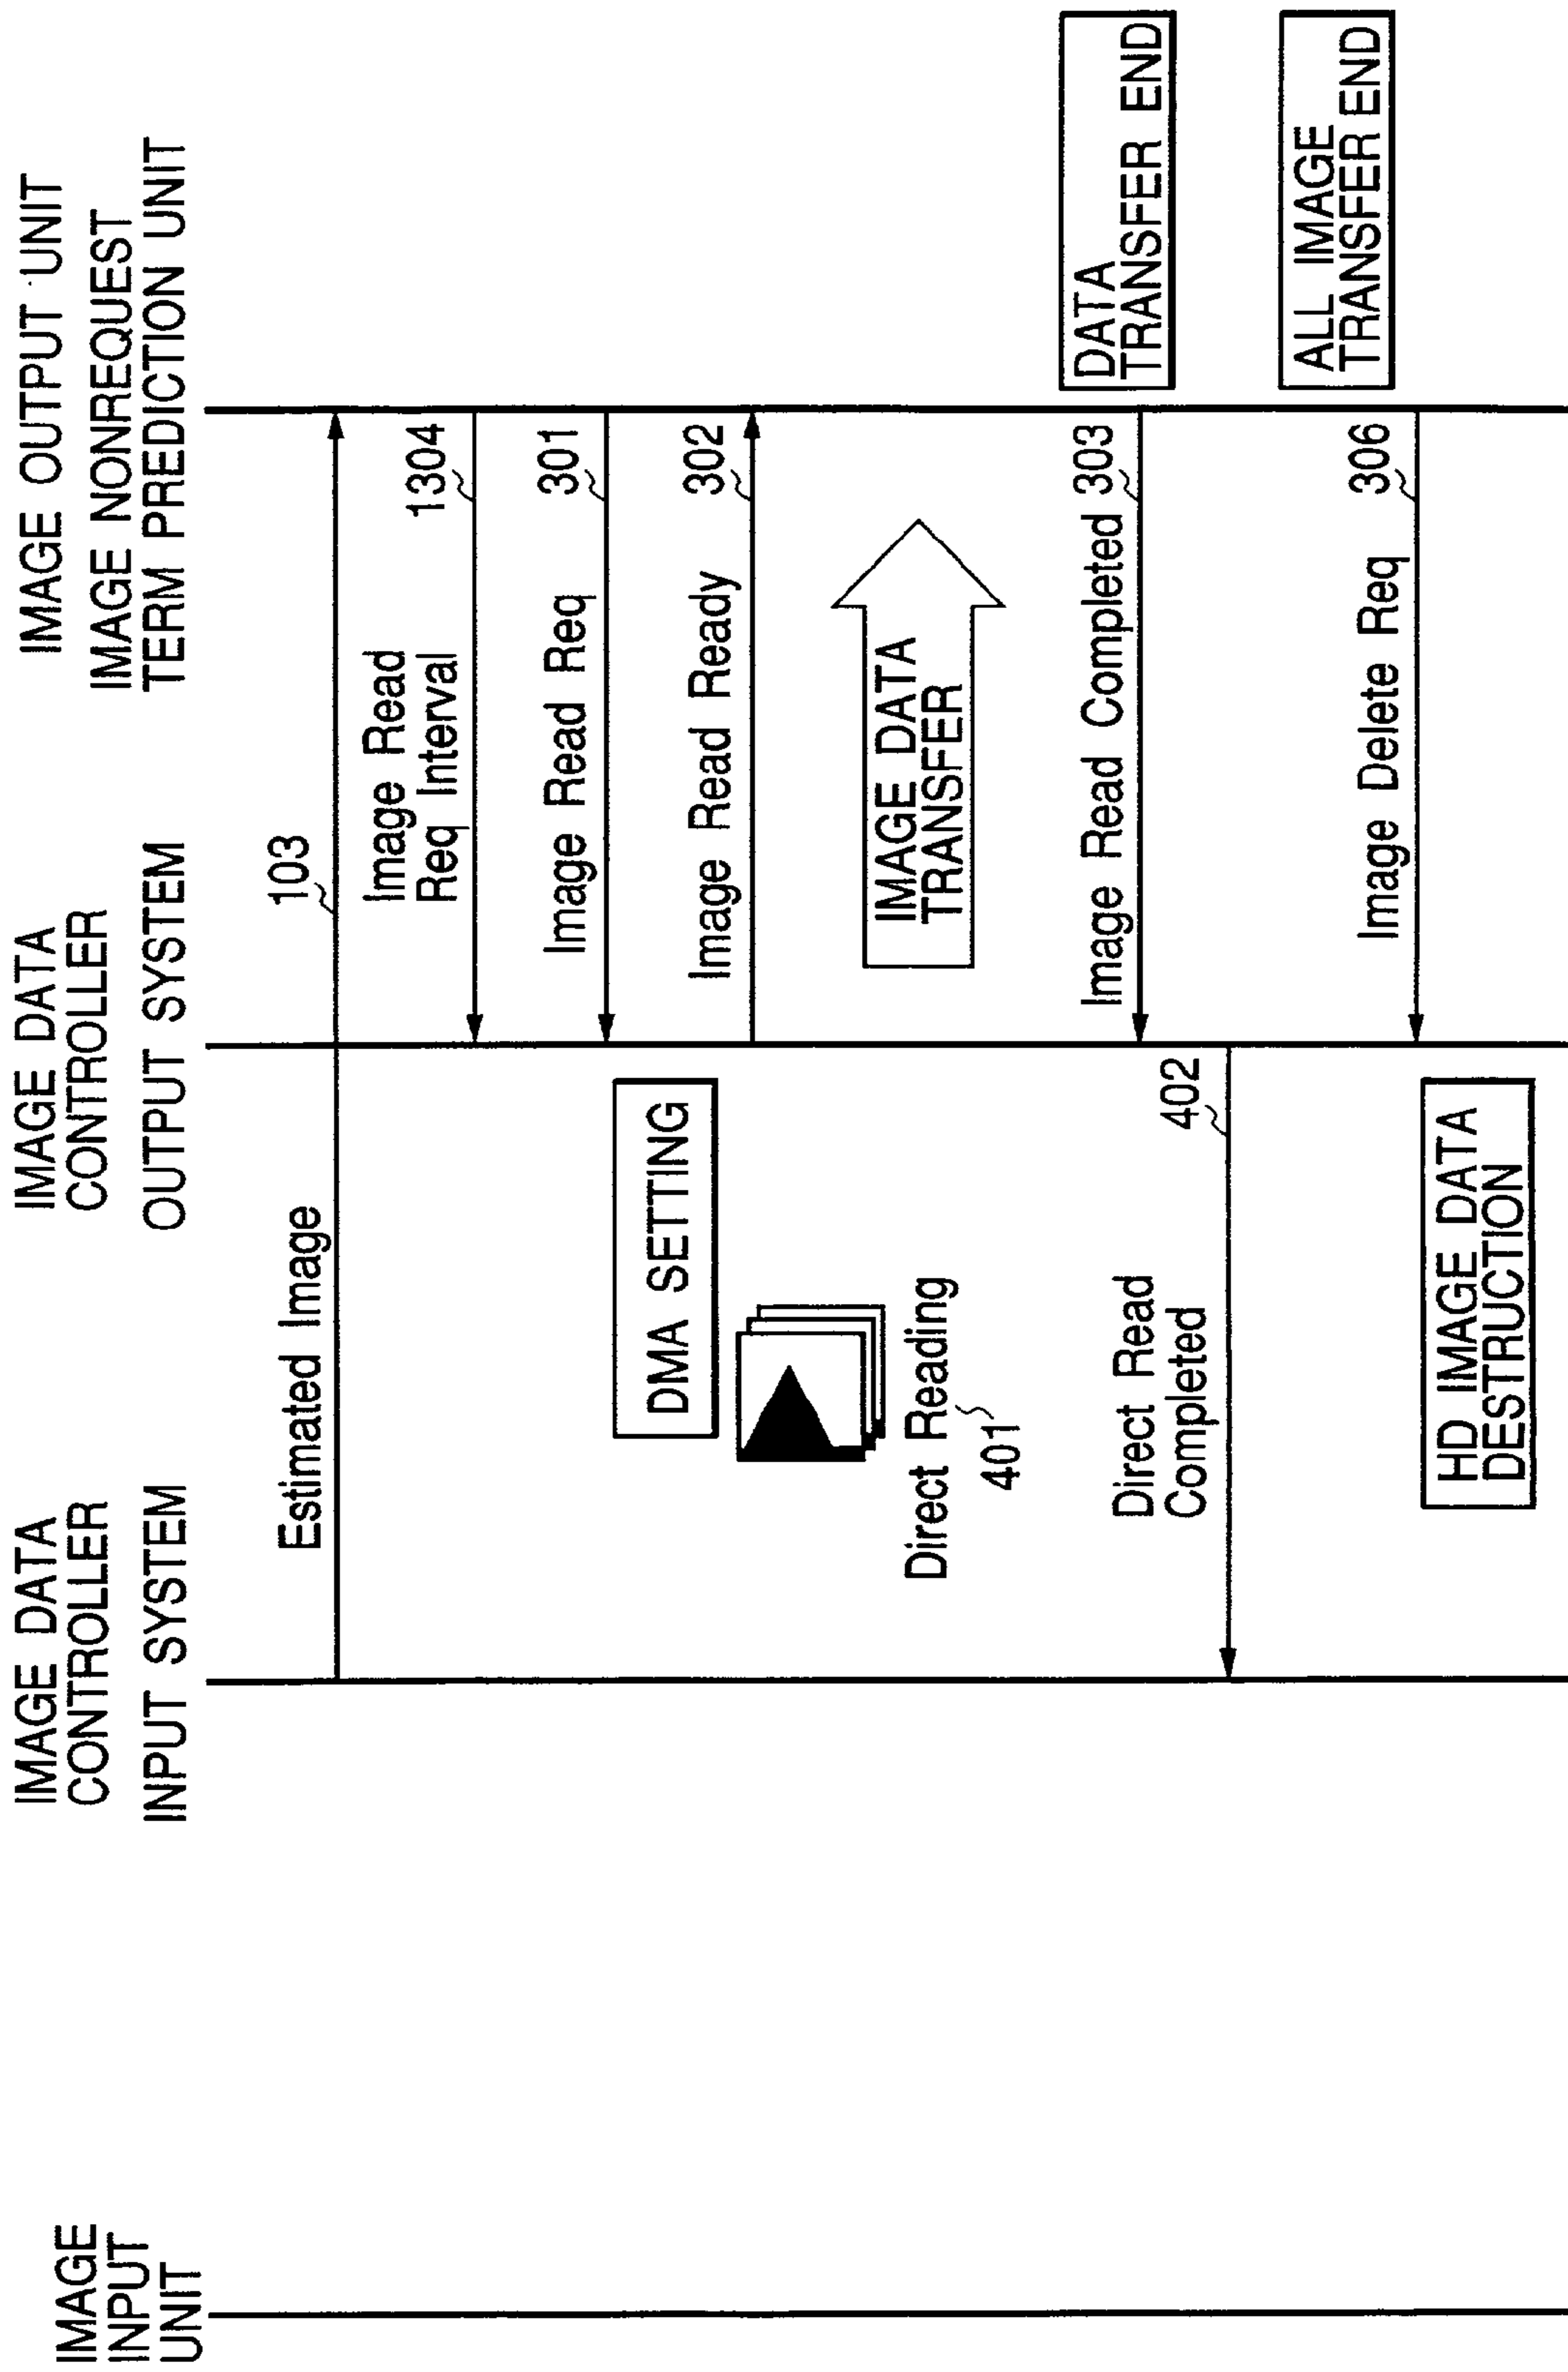 IMAGE
INPUT
UNIT
IMAGE DATA
CONTROLLER
INPUT SYSTEM
IMAGE DATA
CONTROLLER
OUTPUT SYSTEM
IMAGE OUTPUT UNIT
IMAGE NONREQUEST
TERM PREDICTION UNIT
Estimated Image
103
Image Read
Req Interval
1304
Image Read Req
301
DMA SETTING
Image Read Ready
302
Direct Reading
401
IMAGE DATA
TRANSFER
DATA
TRANSFER END
Image Read Completed
303
Direct Read
Completed
402
ALL IMAGE
TRANSFER END
Image Delete Req
306
HD IMAGE DATA
DESTRUCTION